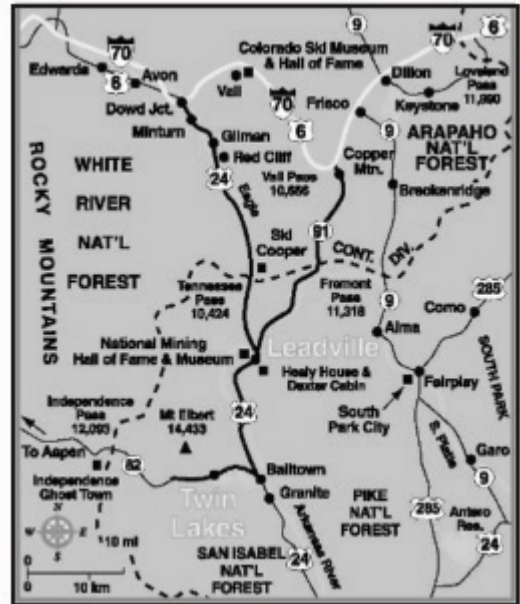 9
6
70
70
Colorado Ski Museum
& Hall of Fame
Edwards
Avon
6
Vail
Dillon
Loveland
Pass
11,990
Dowd Jct.
70
Frisco
Keystone
Minturn
Gilman
6
9
ARAPAHO
NAT'L
FOREST
Red Cliff
Copper
Mtn.
ROCKY MOUNTAINS
WHITE
RIVER
NAT'L
FOREST
24
Eagle
Vail Pass
10,666
Breckenridge
91
Ski
Cooper
CONT. DIV.
Tennessee
Pass
10,424
Fremont
Pass
11,318
285
9
Como
Alma
National Mining
Hall of Fame & Museum
Leadville
SOUTH PARK
Healy House &
Dexter Cabin
Fairplay
Independence
Pass
12,093
Mt Elbert
14,433
24
South
Park City
S. Platte
To Aspen
82
Balltown
Garo
Independence
Ghost Town
Granite
9
Twin
Lakes
PIKE
NAT'L
FOREST
285
Antero
Res.
N
W
E
S
10 mi
Arkansas River
24
SAN ISABEL
NAT'L
FOREST
24
0
10 km